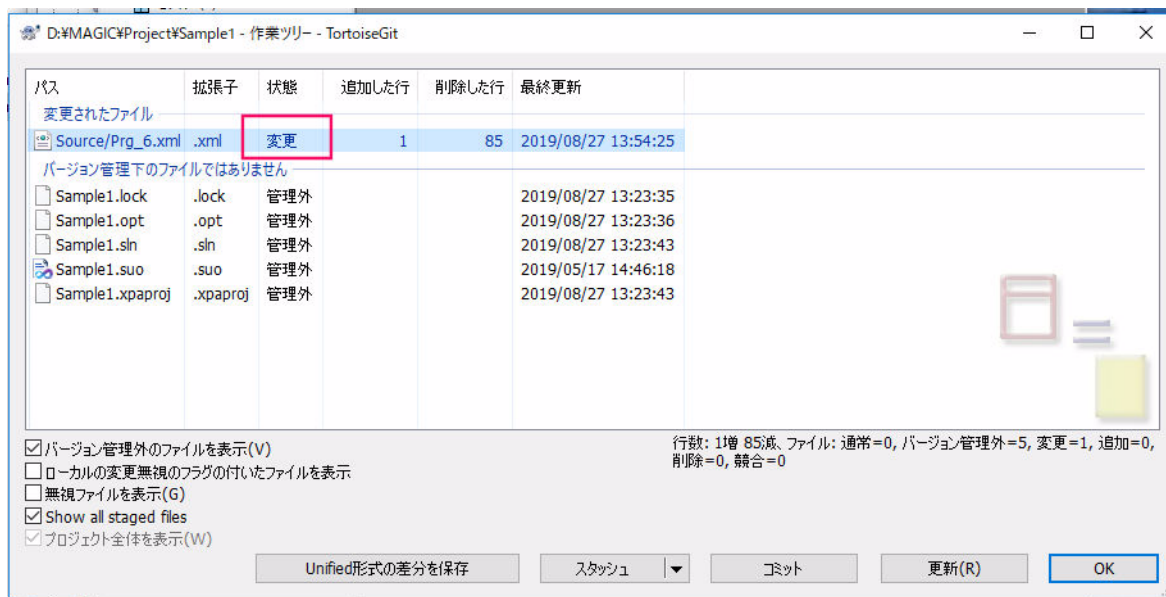 D:¥MAGIC¥Project¥Sample1 - 作業ツリー - TortoiseGit
パス 拡張子 状態 追加した行 削除した行 最終更新
変更されたファイル
Source/Prg_6.xml .xml 変更 1 85 2019/08/27 13:54:25
バージョン管理下のファイルではありません
Sample1.lock .lock 管理外 2019/08/27 13:23:35
Sample1.opt .opt 管理外 2019/08/27 13:23:36
Sample1.sln .sln 管理外 2019/08/27 13:23:43
Sample1.suo .suo 管理外 2019/05/17 14:46:18
Sample1.xpaproj .xpaproj 管理外 2019/08/27 13:23:43
行数: 1増 85減、ファイル: 通常=0, バージョン管理外=5, 変更=1, 追加=0,
削除=0, 競合=0
バージョン管理外のファイルを表示(V)
ローカルの変更無視のフラグの付いたファイルを表示
無視ファイルを表示(G)
Show all staged files
プロジェクト全体を表示(W)
Unified形式の差分を保存 スタッシュ コミット 更新(R) OK